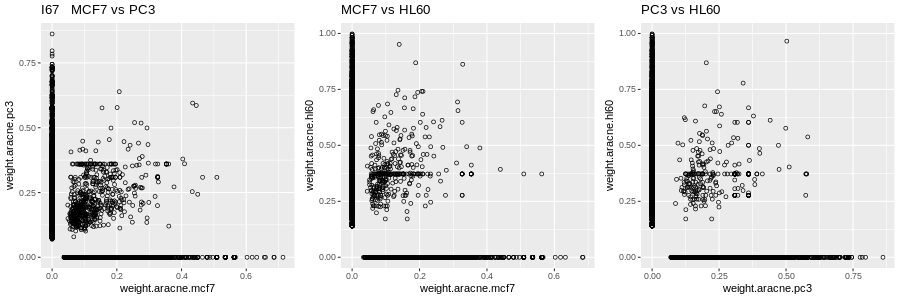 I67 MCF7 vs PC3
weight.aracne.pc3
0.75
0.50
0.25
0.00
0.0 0.2 0.4 0.6
weight.aracne.mcf7
MCF7 vs HL60
weight.aracne.hl60
1.00
0.75
0.50
0.25
0.00
0.0 0.2 0.4 0.6
weight.aracne.mcf7
PC3 vs HL60
weight.aracne.hl60
1.00
0.75
0.50
0.25
0.00
0.00 0.25 0.50 0.75
weight.aracne.pc3